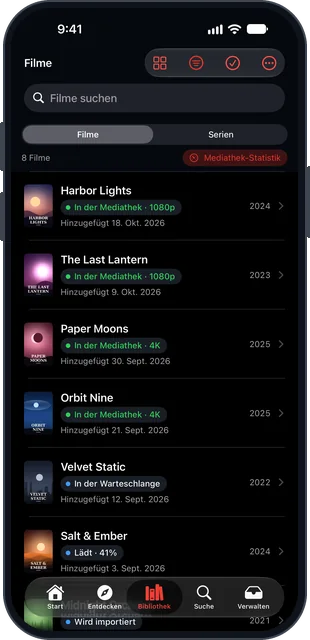 9:41
Filme
Filme suchen
Filme
Serien
8 Filme
Mediathek-Statistik
Harbor Lights
In der Mediathek · 1080p
Hinzugefügt 18. Okt. 2026
2024
HARBOR
LIGHTS
The Last Lantern
In der Mediathek · 1080p
Hinzugefügt 9. Okt. 2026
2023
THE LAST
LANTERN
Paper Moons
In der Mediathek · 4K
Hinzugefügt 30. Sept. 2026
2025
PAPER
MOONS
Orbit Nine
In der Mediathek · 4K
Hinzugefügt 21. Sept. 2026
2025
ORBIT
NINE
Velvet Static
In der Warteschlange
Hinzugefügt 12. Sept. 2026
2022
VELVET
STATIC
Salt & Ember
Lädt · 41%
Hinzugefügt 3. Sept. 2026
2024
Start
Entdecken
Bibliothek
Suche
Verwalten
Wird importiert
2021